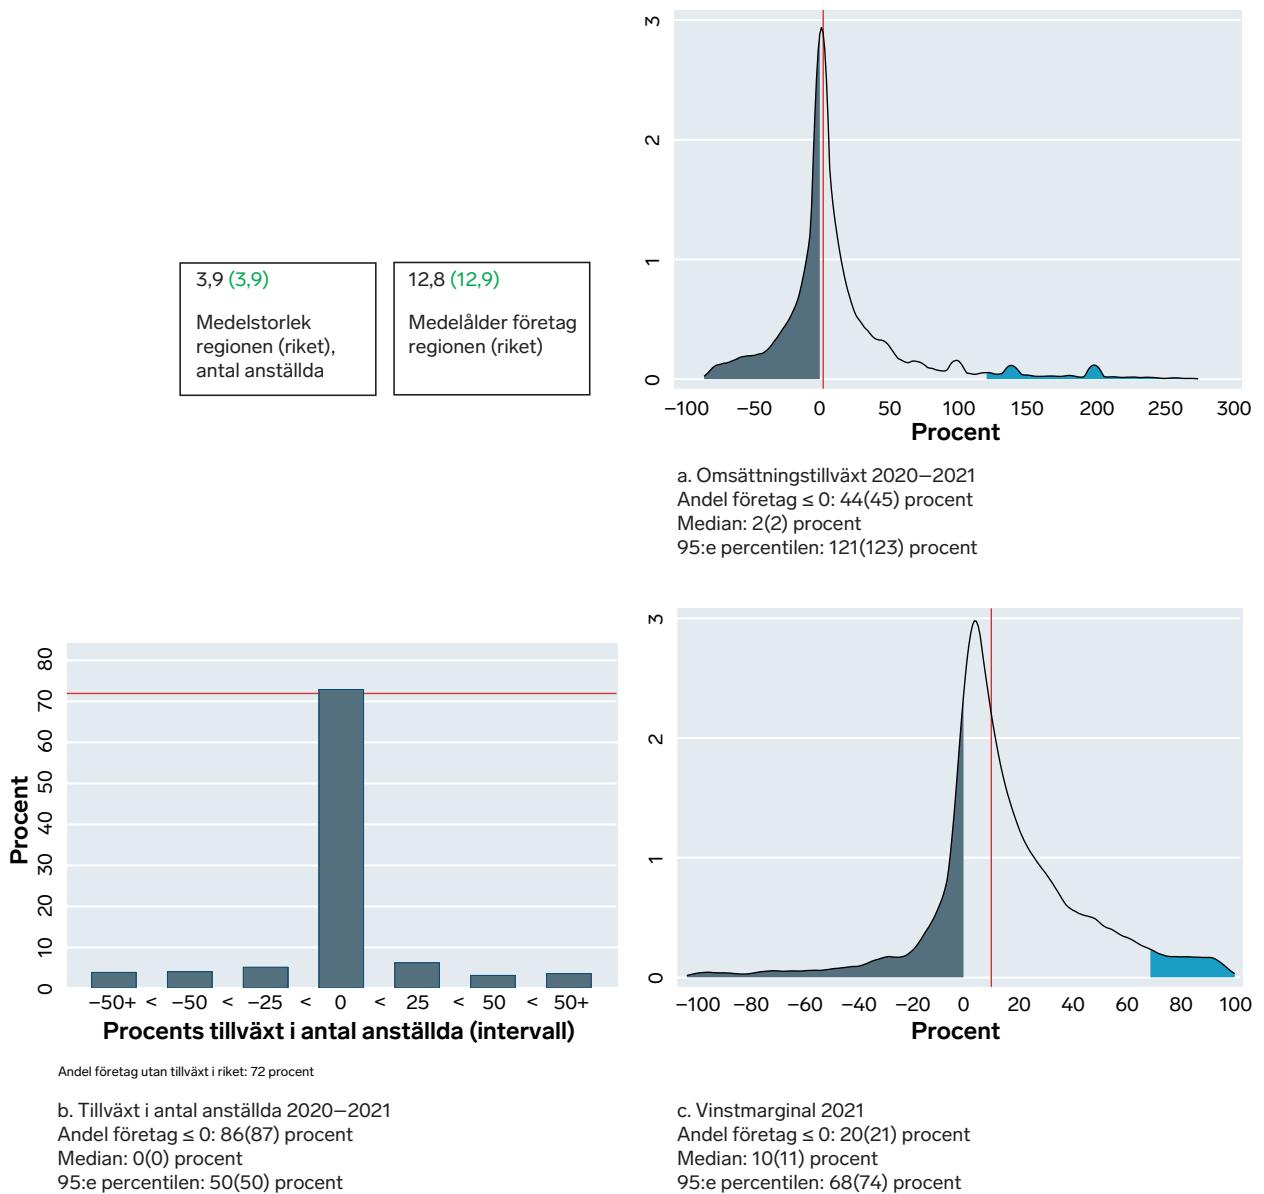 3,9 (3,9)
Medelstorlek
regionen (riket),
antal anställda
12,8 (12,9)
Medelålder företag
regionen (riket)
3
2
1
0
−100 −50 0 50 100 150 200 250 300
Procent
a. Omsättningstillväxt 2020–2021
Andel företag ≤ 0: 44(45) procent
Median: 2(2) procent
95:e percentilen: 121(123) procent
Procent
80
70
60
50
40
30
20
10
0
−50+ < −50 < −25 < 0 < 25 < 50 < 50+
Procents tillväxt i antal anställda (intervall)
Andel företag utan tillväxt i riket: 72 procent
b. Tillväxt i antal anställda 2020–2021
Andel företag ≤ 0: 86(87) procent
Median: 0(0) procent
95:e percentilen: 50(50) procent
3
2
1
0
−100 −80 −60 −40 −20 0 20 40 60 80 100
Procent
c. Vinstmarginal 2021
Andel företag ≤ 0: 20(21) procent
Median: 10(11) procent
95:e percentilen: 68(74) procent